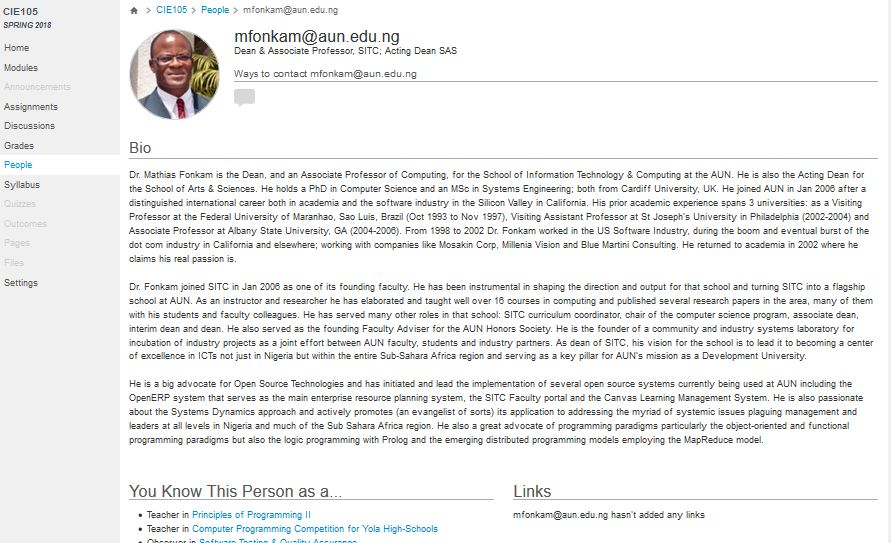 CIE105
SPRING 2018
Home
Modules
Announcements
Assignments
Discussions
Grades
People
Syllabus
Quizzes
Outcomes
Pages
Files
Settings
CIE105 > People > mfonkam@aun.edu.ng
mfonkam@aun.edu.ng
Dean & Associate Professor, SITC; Acting Dean SAS
Ways to contact mfonkam@aun.edu.ng
Bio
Dr. Mathias Fonkam is the Dean, and an Associate Professor of Computing, for the School of Information Technology & Computing at the AUN. He is also the Acting Dean for
the School of Arts & Sciences. He holds a PhD in Computer Science and an MSc in Systems Engineering; both from Cardiff University, UK. He joined AUN in Jan 2006 after a
distinguished international career both in academia and the software industry in the Silicon Valley in California. His prior academic experience spans 3 universities: as a Visiting
Professor at the Federal University of Maranhao, Sao Luis, Brazil (Oct 1993 to Nov 1997), Visiting Assistant Professor at St Joseph's University in Philadelphia (2002-2004) and
Associate Professor at Albany State University, GA (2004-2006). From 1998 to 2002 Dr. Fonkam worked in the US Software Industry, during the boom and eventual burst of the
dot com industry in California and elsewhere; working with companies like Mosakin Corp, Millenia Vision and Blue Martini Consulting. He returned to academia in 2002 where he
claims his real passion is.
Dr. Fonkam joined SITC in Jan 2006 as one of its founding faculty. He has been instrumental in shaping the direction and output for that school and turning SITC into a flagship
school at AUN. As an instructor and researcher he has elaborated and taught well over 16 courses in computing and published several research papers in the area, many of them
with his students and faculty colleagues. He has served many other roles in that school: SITC curriculum coordinator, chair of the computer science program, associate dean,
interim dean and dean. He also served as the founding Faculty Adviser for the AUN Honors Society. He is the founder of a community and industry systems laboratory for
incubation of industry projects as a joint effort between AUN faculty, students and industry partners. As dean of SITC, his vision for the school is to lead it to becoming a center
of excellence in ICTs not just in Nigeria but within the entire Sub-Sahara Africa region and serving as a key pillar for AUN's mission as a Development University.
He is a big advocate for Open Source Technologies and has initiated and lead the implementation of several open source systems currently being used at AUN including the
OpenERP system that serves as the main enterprise resource planning system, the SITC Faculty portal and the Canvas Learning Management System. He is also passionate
about the Systems Dynamics approach and actively promotes (an evangelist of sorts) its application to addressing the myriad of systemic issues plaguing management and
leaders at all levels in Nigeria and much of the Sub Sahara Africa region. He also a great advocate of programming paradigms particularly the object-oriented and functional
programming paradigms but also the logic programming with Prolog and the emerging distributed programming models employing the MapReduce model.
You Know This Person as a...
Teacher in Principles of Programming II
Teacher in Computer Programming Competition for Yola High-Schools
Observer in Software Testing & Quality Assurance
Links
mfonkam@aun.edu.ng hasn't added any links